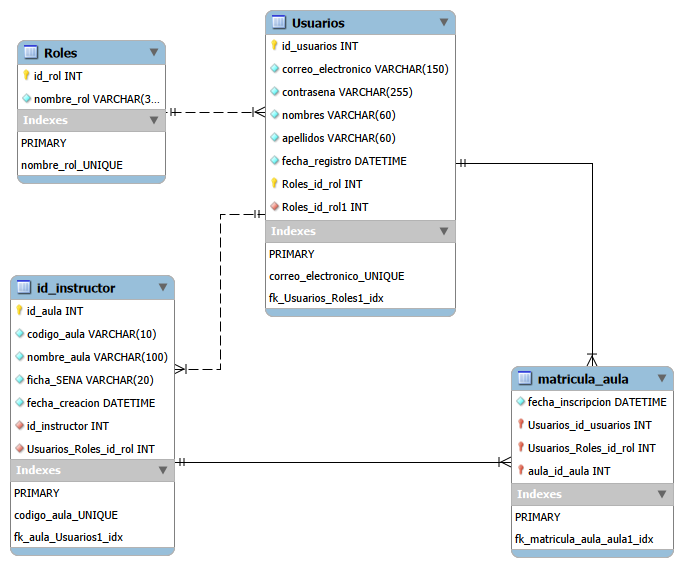 Roles
id_rol INT
nombre_rol VARCHAR(3...
Indexes
PRIMARY
nombre_rol_UNIQUE
Usuarios
id_usuarios INT
correo_electronico VARCHAR(150)
contrasena VARCHAR(255)
nombres VARCHAR(60)
apellidos VARCHAR(60)
fecha_registro DATETIME
Roles_id_rol INT
Roles_id_rol1 INT
Indexes
PRIMARY
correo_electronico_UNIQUE
fk_Usuarios_Roles1_idx
id_instructor
id_aula INT
codigo_aula VARCHAR(10)
nombre_aula VARCHAR(100)
ficha_SENA VARCHAR(20)
fecha_creacion DATETIME
id_instructor INT
Usuarios_Roles_id_rol INT
Indexes
PRIMARY
codigo_aula_UNIQUE
fk_aula_Usuarios1_idx
matricula_aula
fecha_inscripcion DATETIME
Usuarios_id_usuarios INT
Usuarios_Roles_id_rol INT
aula_id_aula INT
Indexes
PRIMARY
fk_matricula_aula_aula1_idx